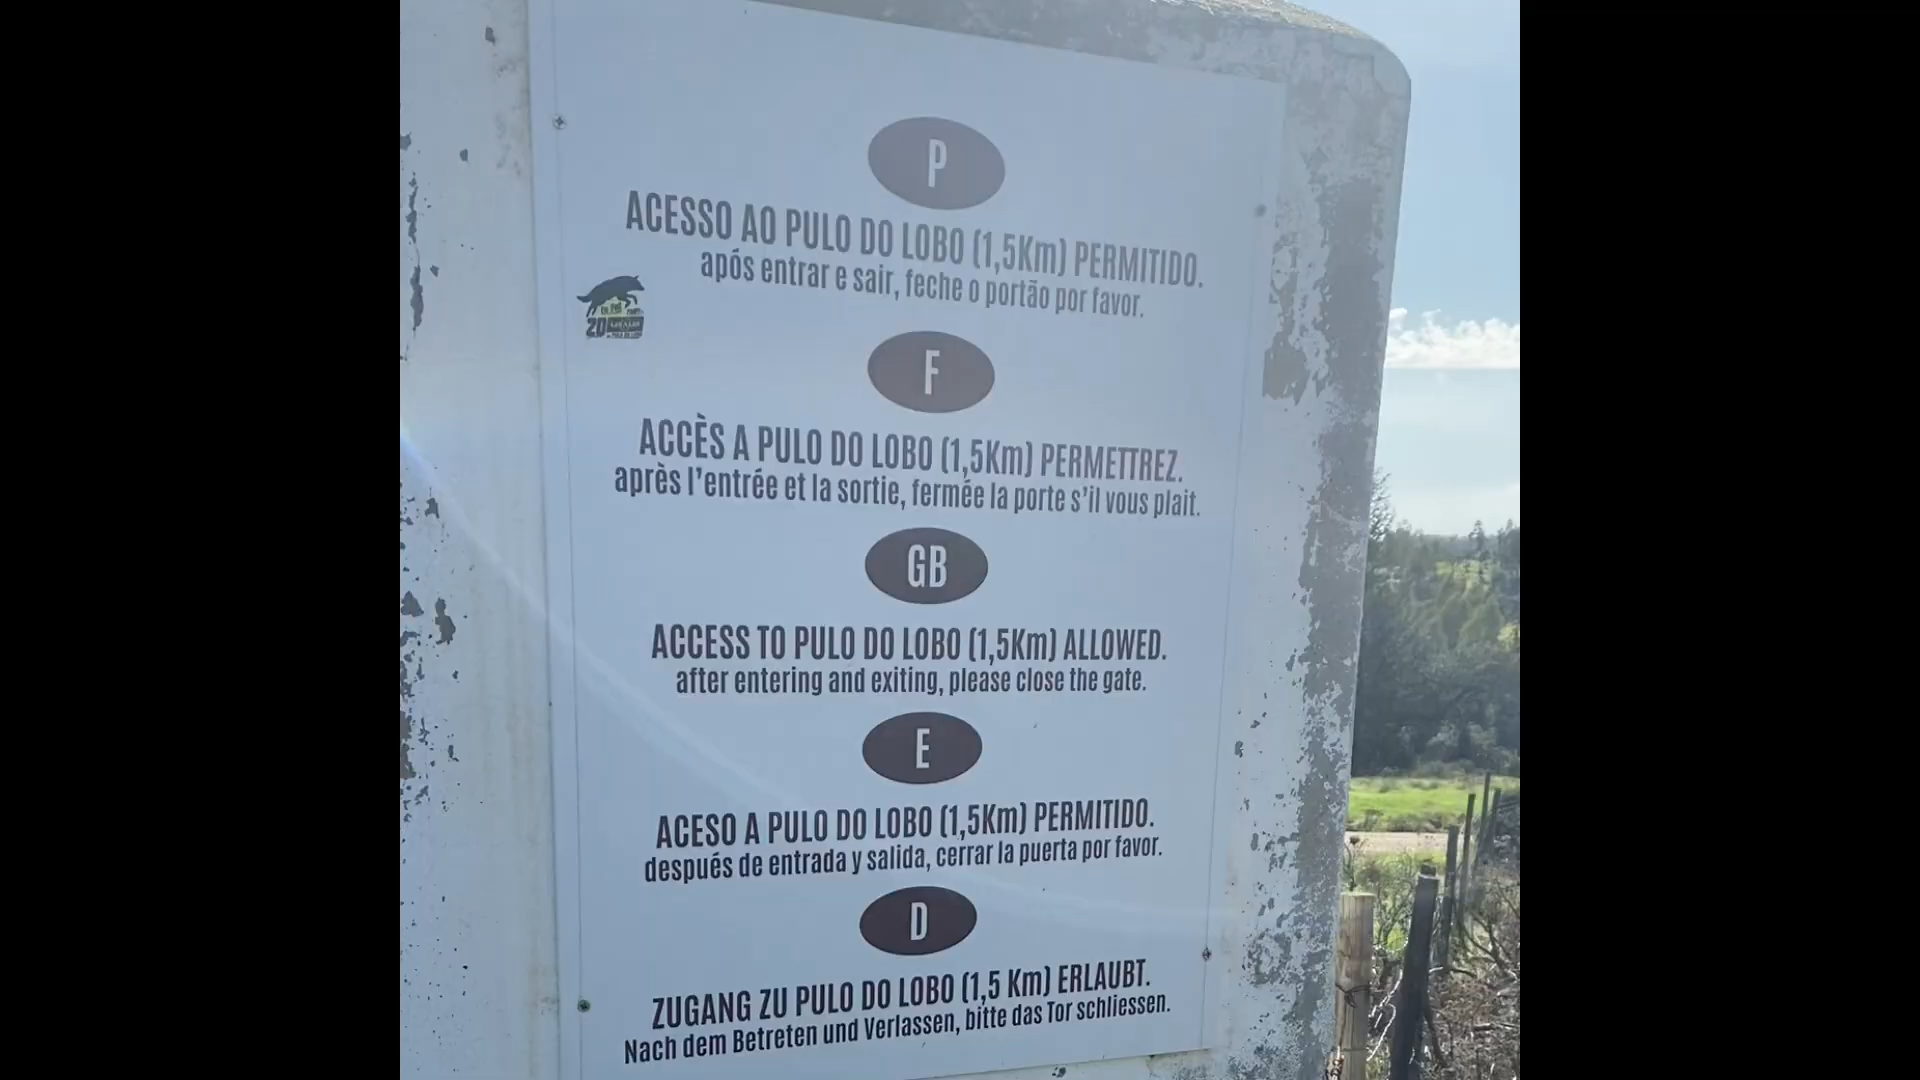 P
ACESSO AO PULO DO LOBO (1,5Km) PERMITIDO.
após entrar e sair, feche o portão por favor.
20
F
ACCÈS A PULO DO LOBO (1,5Km) PERMETTREZ.
après l'entrée et la sortie, fermée la porte s'il vous plait.
GB
ACCESS TO PULO DO LOBO (1,5Km) ALLOWED.
after entering and exiting, please close the gate.
E
ACESO A PULO DO LOBO (1,5Km) PERMITIDO.
después de entrada y salida, cerrar la puerta por favor.
D
ZUGANG ZU PULO DO LOBO (1,5 Km) ERLAUBT.
Nach dem Betreten und Verlassen, bitte das Tor schliessen.